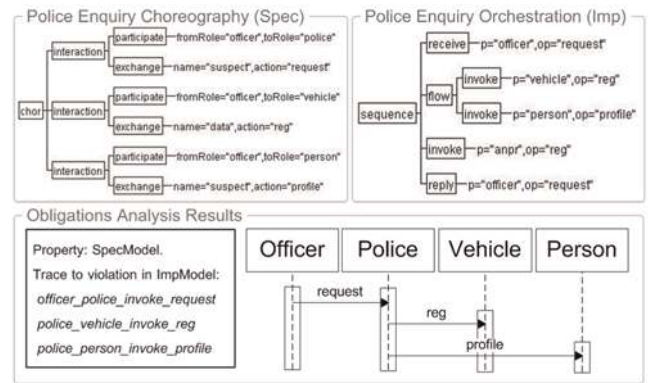 Police Enquiry Choreography (Spec)
chor
interaction
participate
fromRole="officer",toRole="police"
exchange
name="suspect",action="request"
interaction
participate
fromRole="officer",toRole="vehicle"
exchange
name="data",action="reg"
interaction
participate
fromRole="officer",toRole="person"
exchange
name="suspect",action="profile"
Police Enquiry Orchestration (Imp)
sequence
receive
p="officer",op="request"
flow
invoke
p="vehicle",op="reg"
invoke
p="person",op="profile"
invoke
p="anpr",op="reg"
reply
p="officer",op="request"
Obligations Analysis Results
Property: SpecModel.
Trace to violation in ImpModel:
officer_police_invoke_request
police_vehicle_invoke_reg
police_person_invoke_profile
Officer
Police
Vehicle
Person
request
reg
profile